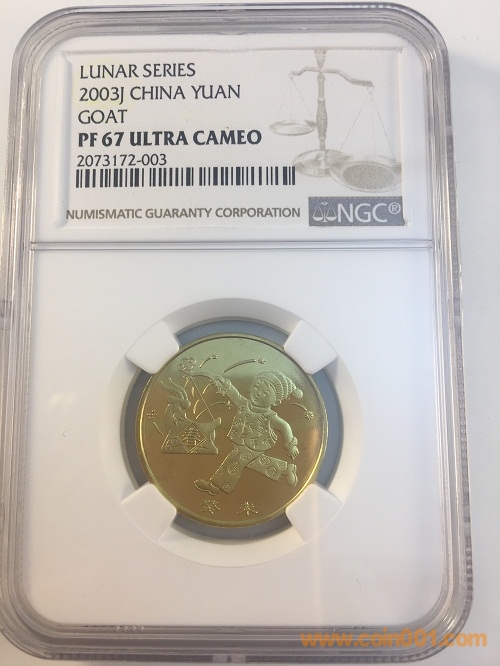 LUNAR SERIES
2003J CHINA YUAN
GOAT
PF 67 ULTRA CAMEO
2073172-003
NUMISMATIC GUARANTY CORPORATION NGC®
春
癸未
www.coin001.com